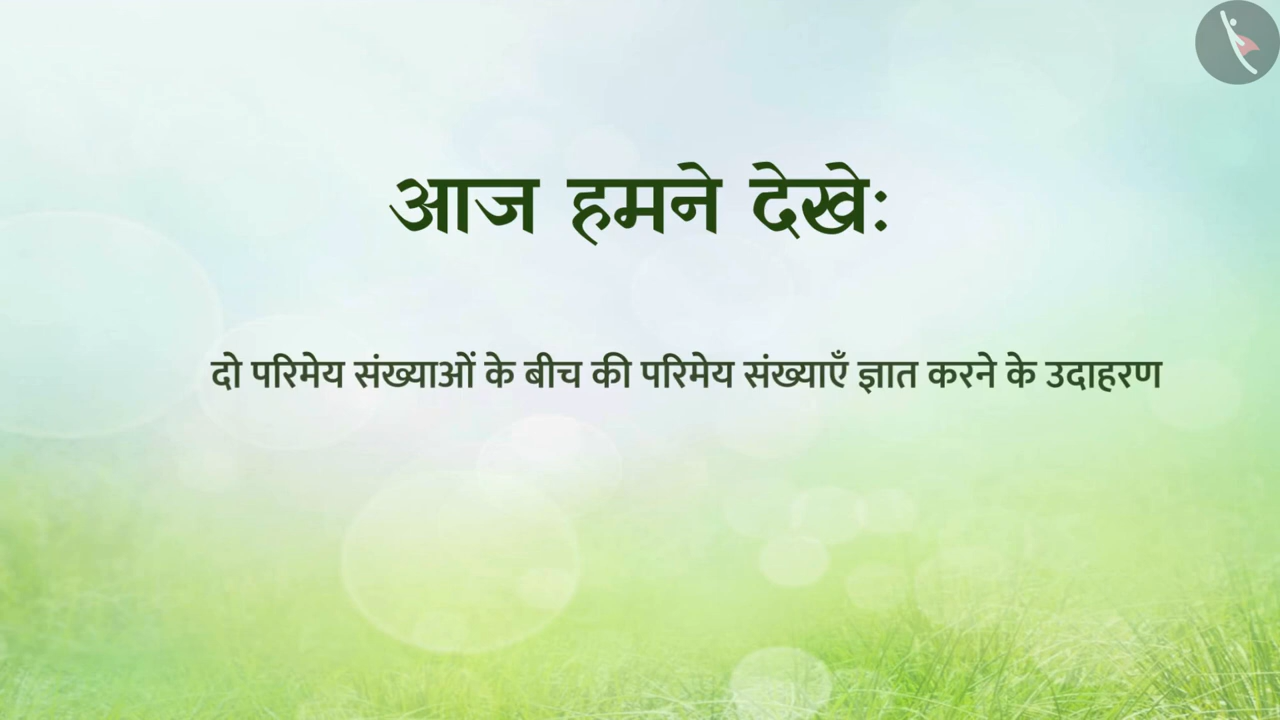 आज हमने देखे:
दो परिमेय संख्याओं के बीच की परिमेय संख्याएँ ज्ञात करने के उदाहरण